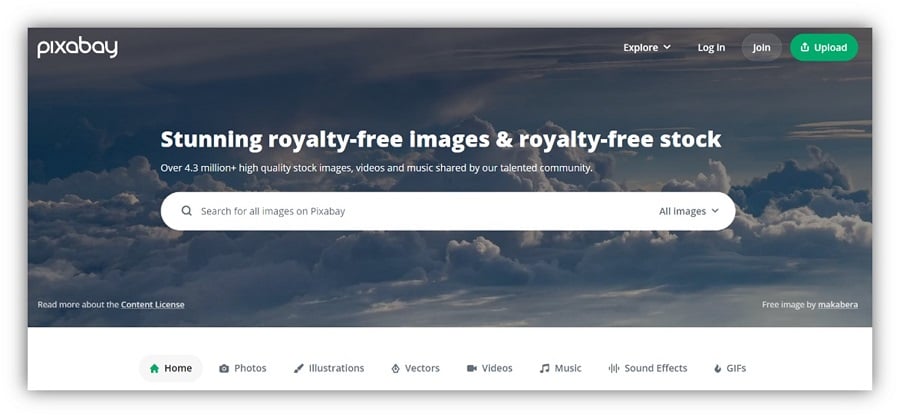 pixabay
Explore Log in Join Upload
Stunning royalty-free images & royalty-free stock
Over 4.3 million+ high quality stock images, videos and music shared by our talented community.
Search for all images on Pixabay All images
Read more about the Content License Free image by makabera
Home Photos Illustrations Vectors Videos Music Sound Effects GIFs